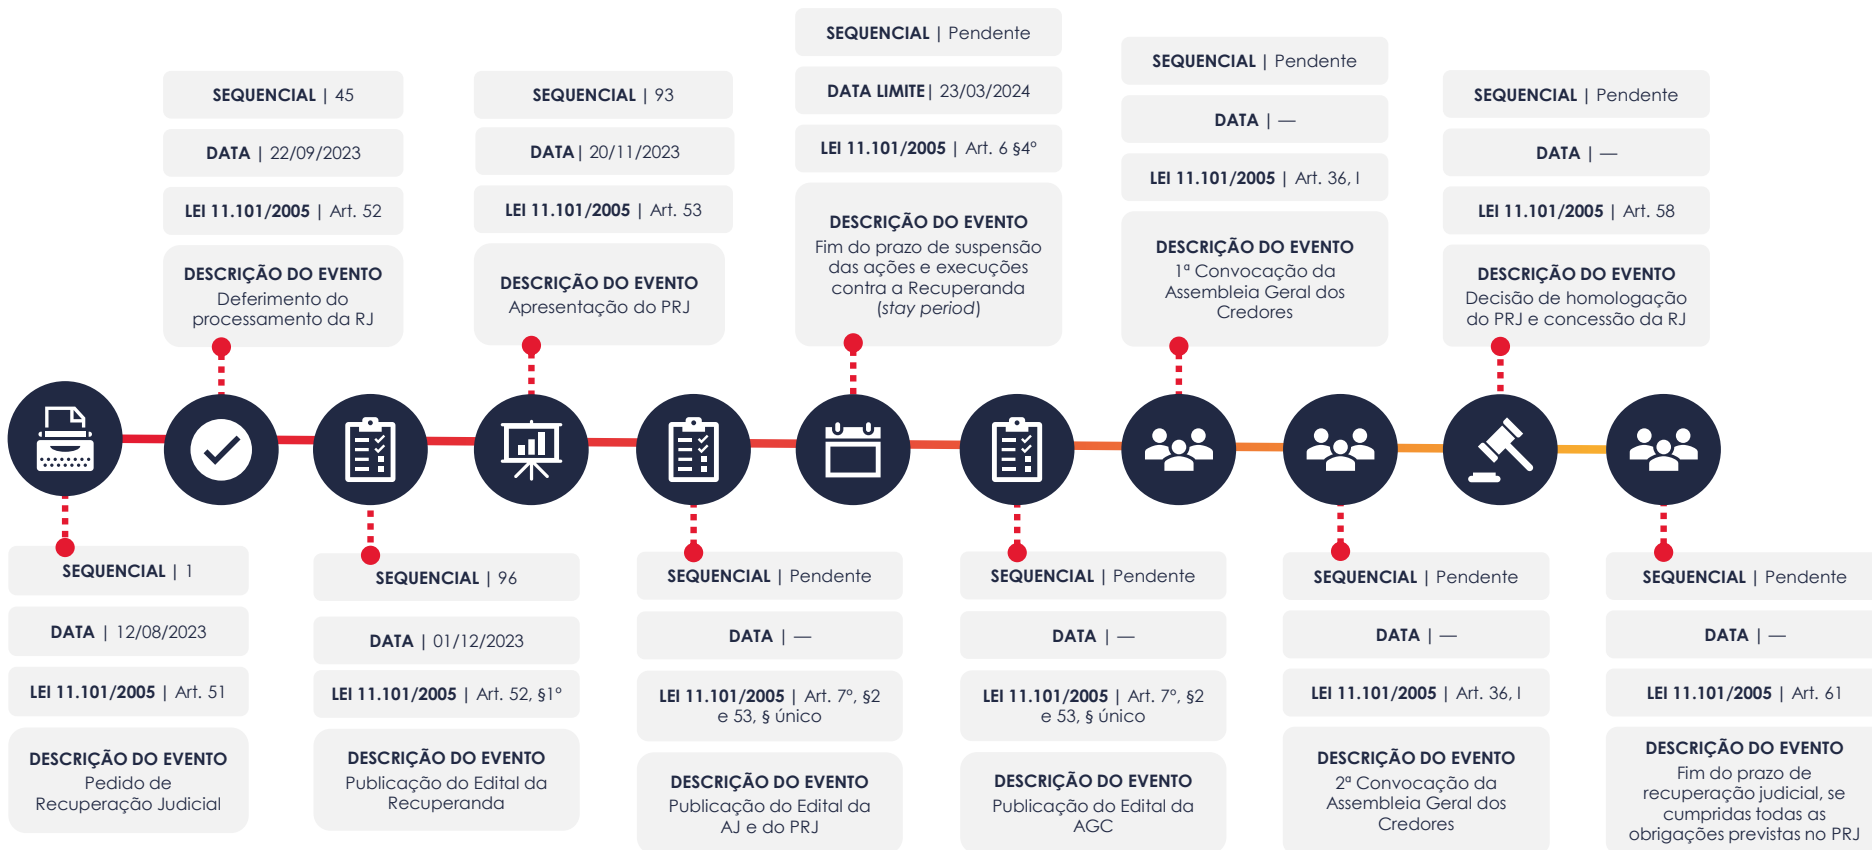 SEQUENCIAL | 1
DATA | 12/08/2023
LEI 11.101/2005 | Art. 51
DESCRIÇÃO DO EVENTO
Pedido de
Recuperação Judicial
SEQUENCIAL | 45
DATA | 22/09/2023
LEI 11.101/2005 | Art. 52
DESCRIÇÃO DO EVENTO
Deferimento do
processamento da RJ
SEQUENCIAL | 96
DATA | 01/12/2023
LEI 11.101/2005 | Art. 52, §1º
DESCRIÇÃO DO EVENTO
Publicação do Edital da
Recuperanda
SEQUENCIAL | 93
DATA| 20/11/2023
LEI 11.101/2005 | Art. 53
DESCRIÇÃO DO EVENTO
Apresentação do PRJ
SEQUENCIAL | Pendente
DATA | —
LEI 11.101/2005 | Art. 7º, §2
e 53, § único
DESCRIÇÃO DO EVENTO
Publicação do Edital da
AJ e do PRJ
SEQUENCIAL | Pendente
DATA LIMITE| 23/03/2024
LEI 11.101/2005 | Art. 6 §4º
DESCRIÇÃO DO EVENTO
Fim do prazo de suspensão
das ações e execuções
contra a Recuperanda
(stay period)
SEQUENCIAL | Pendente
DATA | —
LEI 11.101/2005 | Art. 7º, §2
e 53, § único
DESCRIÇÃO DO EVENTO
Publicação do Edital da
AGC
SEQUENCIAL | Pendente
DATA | —
LEI 11.101/2005 | Art. 36, I
DESCRIÇÃO DO EVENTO
1ª Convocação da
Assembleia Geral dos
Credores
SEQUENCIAL | Pendente
DATA | —
LEI 11.101/2005 | Art. 36, I
DESCRIÇÃO DO EVENTO
2ª Convocação da
Assembleia Geral dos
Credores
SEQUENCIAL | Pendente
DATA | —
LEI 11.101/2005 | Art. 58
DESCRIÇÃO DO EVENTO
Decisão de homologação
do PRJ e concessão da RJ
SEQUENCIAL | Pendente
DATA | —
LEI 11.101/2005 | Art. 61
DESCRIÇÃO DO EVENTO
Fim do prazo de
recuperação judicial, se
cumpridas todas as
obrigações previstas no PRJ